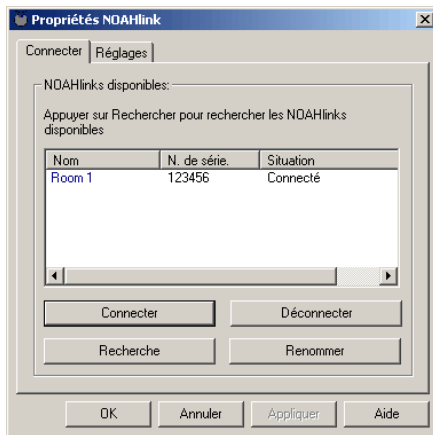 Propriétés NOAHlink
Connecter Réglages
NOAHlinks disponibles:
Appuyer sur Rechercher pour rechercher les NOAHlinks
disponibles
Nom N. de série. Situation
Room 1 123456 Connecté
Connecter Déconnecter
Recherche Renommer
OK Annuler Appliquer Aide